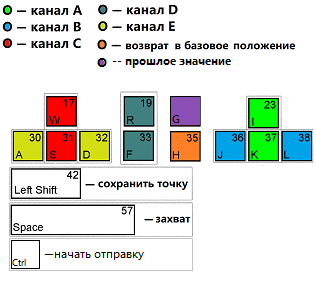 — канал A
— канал B
— канал C
— канал D
— канал E
— возврат в базовое положение
-- прошлое значение
17
W
19
R
G
23
I
30
A
31
S
32
D
33
F
35
H
36
J
37
K
38
L
42
Left Shift
— сохранить точку
57
Space
— захват
Ctrl
—начать отправку